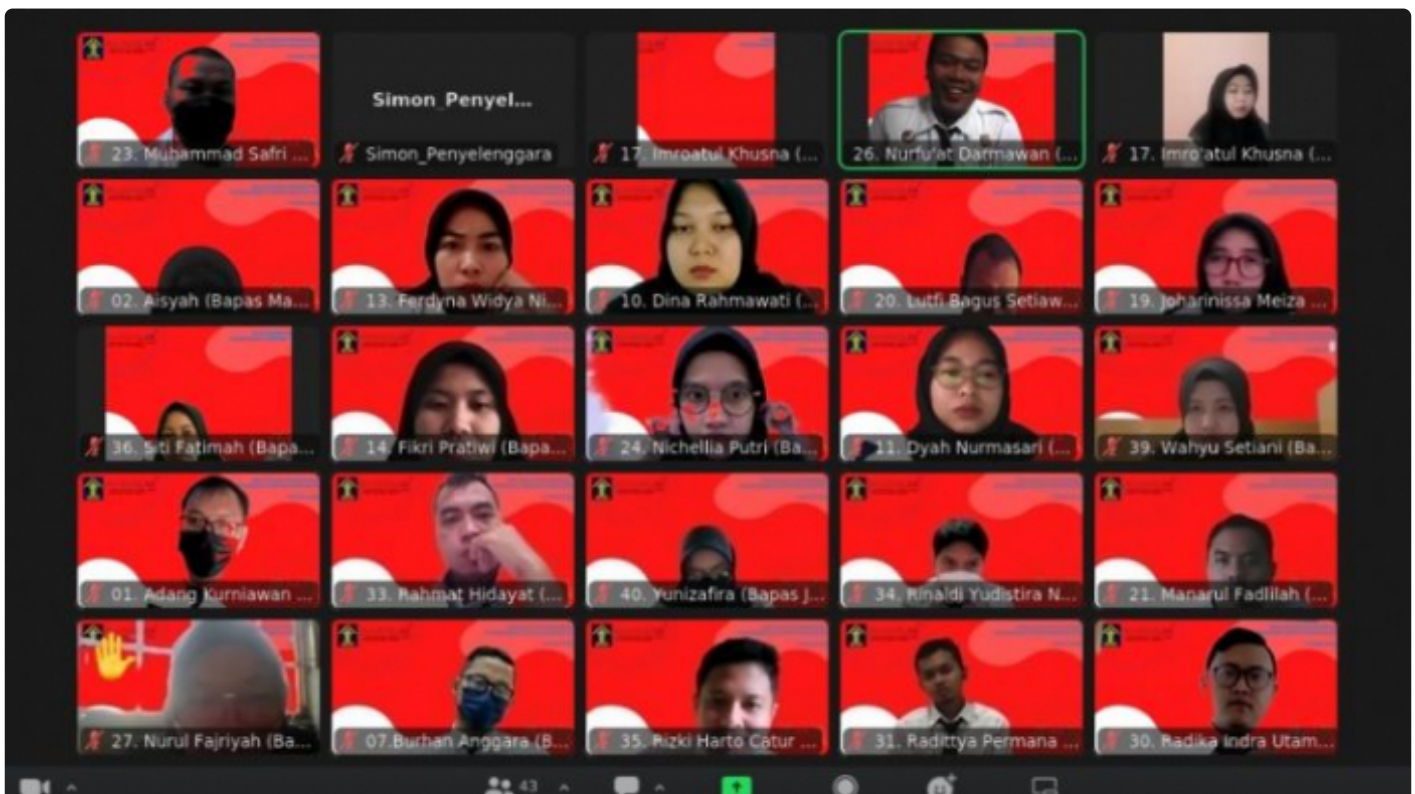 Simon_Penyel...
23. Muhammad Safri ...
Simon_Penyelenggara
17. Imroatul Khusna (...
26. Nurfu'at Darmawan (...
17. Imro'atul Khusna (...
02. Aisyah (Bapas Ma...
13. Ferdyna Widya Ni...
10. Dina Rahmawati (...
20. Lutfi Bagus Setiaw...
19. Joharinissa Meiza ...
36. Siti Fatimah (Bapa...
14. Fikri Pratiwi (Bapa...
24. Nichellia Putri (Ba...
11. Dyah Nurmasari (...
39. Wahyu Setiani (Ba...
01. Adang Kurniawan ...
33. Rahmat Hidayat (...
40. Yunizafira (Bapas J...
34. Rinaldi Yudistira N...
21. Manarul Fadlilah (...
27. Nurul Fajriyah (Ba...
07.Burhan Anggara (B...
35. Rizki Harto Catur ...
31. Radittya Permana ...
30. Radika Indra Utam...
43